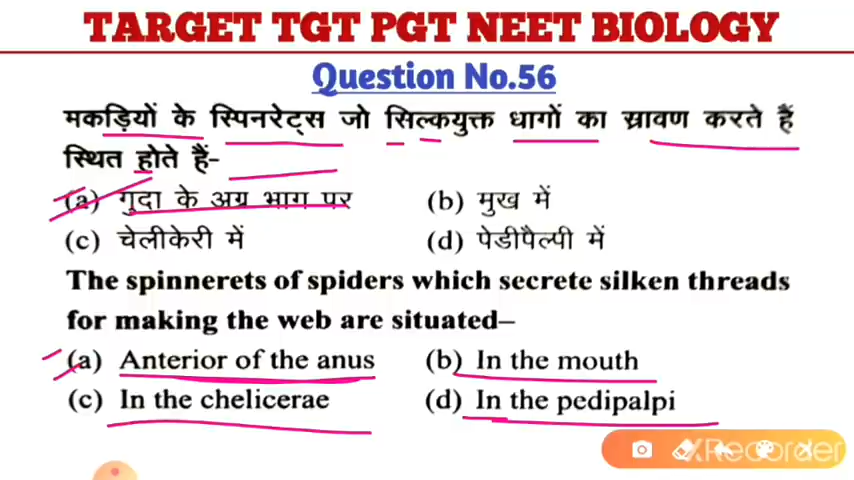 TARGET TGT PGT NEET BIOLOGY
Question No.56
मकड़ियों के स्पिनरेट्स जो सिल्कयुक्त धागों का स्रावण करते हैं
स्थित होते हैं-
(a) गुदा के अग्र भाग पर (b) मुख में
(c) चेलीकेरी में (d) पेडीपैल्पी में
The spinnerets of spiders which secrete silken threads
for making the web are situated–
(a) Anterior of the anus (b) In the mouth
(c) In the chelicerae (d) In the pedipalpi
XRecorder